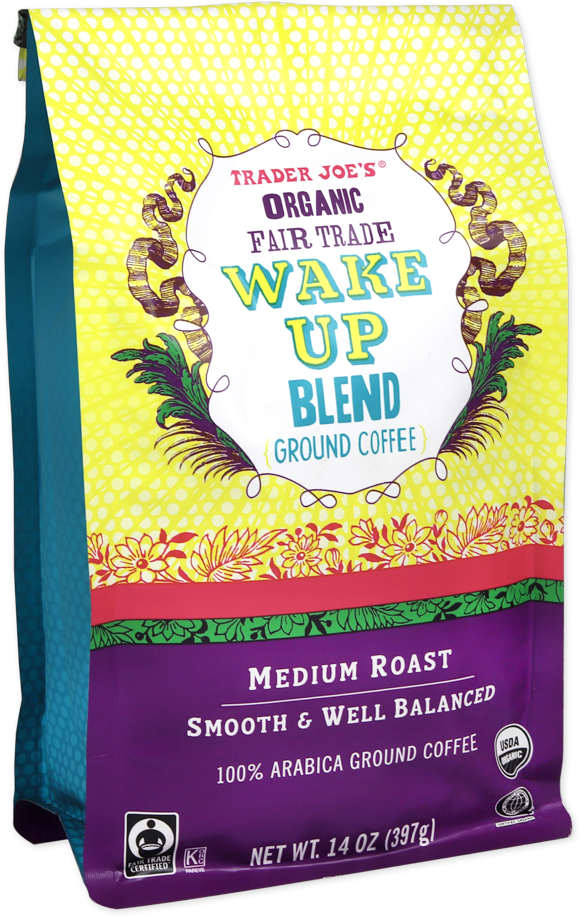 TRADER JOE'S®
ORGANIC
FAIR TRADE
WAKE
UP
BLEND
{GROUND COFFEE}
MEDIUM ROAST
SMOOTH & WELL BALANCED
100% ARABICA GROUND COFFEE
USDA
ORGANIC
FAIR TRADE
CERTIFIED
K
PAREVE
NET WT. 14 OZ (397g)